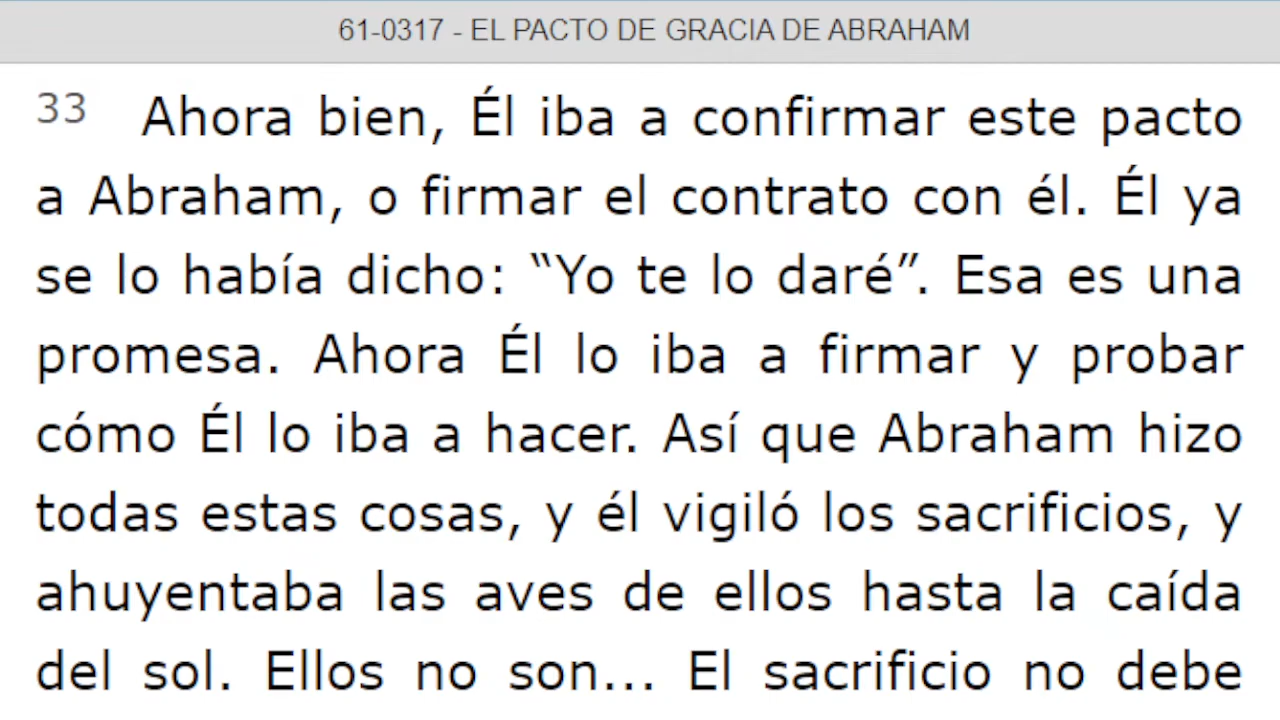 61-0317 - EL PACTO DE GRACIA DE ABRAHAM
33 Ahora bien, Él iba a confirmar este pacto
a Abraham, o firmar el contrato con él. Él ya
se lo había dicho: “Yo te lo daré”. Esa es una
promesa. Ahora Él lo iba a firmar y probar
cómo Él lo iba a hacer. Así que Abraham hizo
todas estas cosas, y él vigiló los sacrificios, y
ahuyentaba las aves de ellos hasta la caída
del sol. Ellos no son... El sacrificio no debe